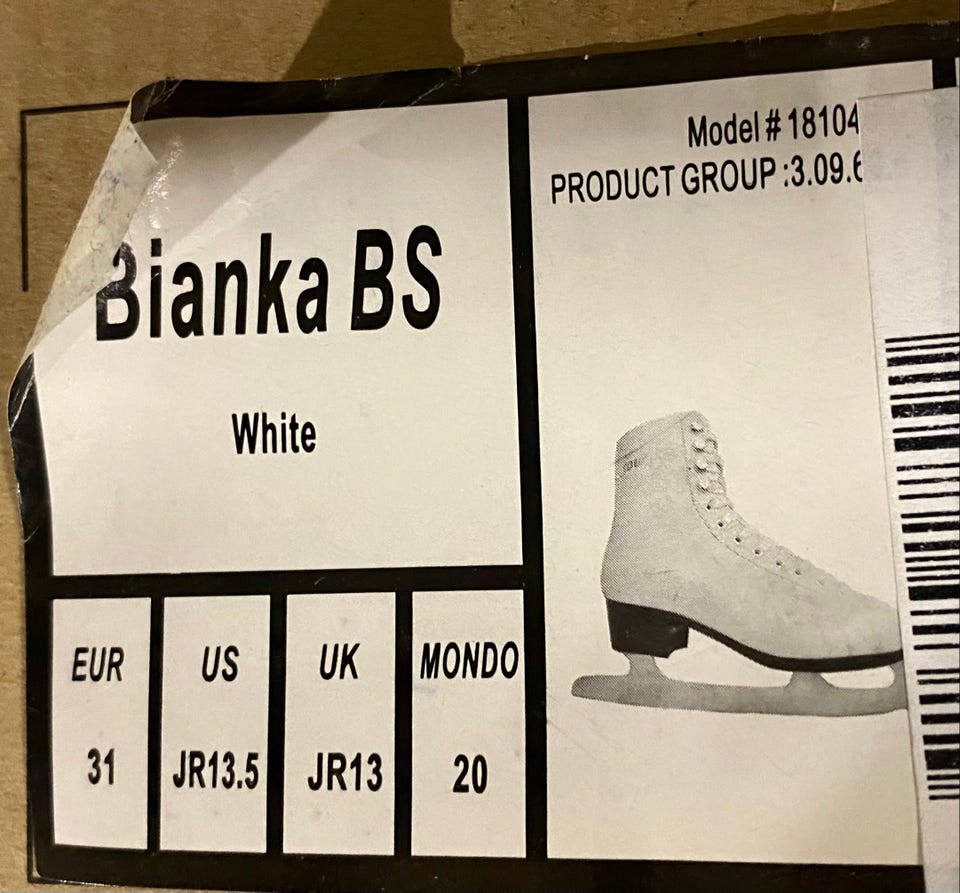 Bianka BS
White
Model # 18104
PRODUCT GROUP :3.09.6
EUR US UK MONDO
31 JR13.5 JR13 20